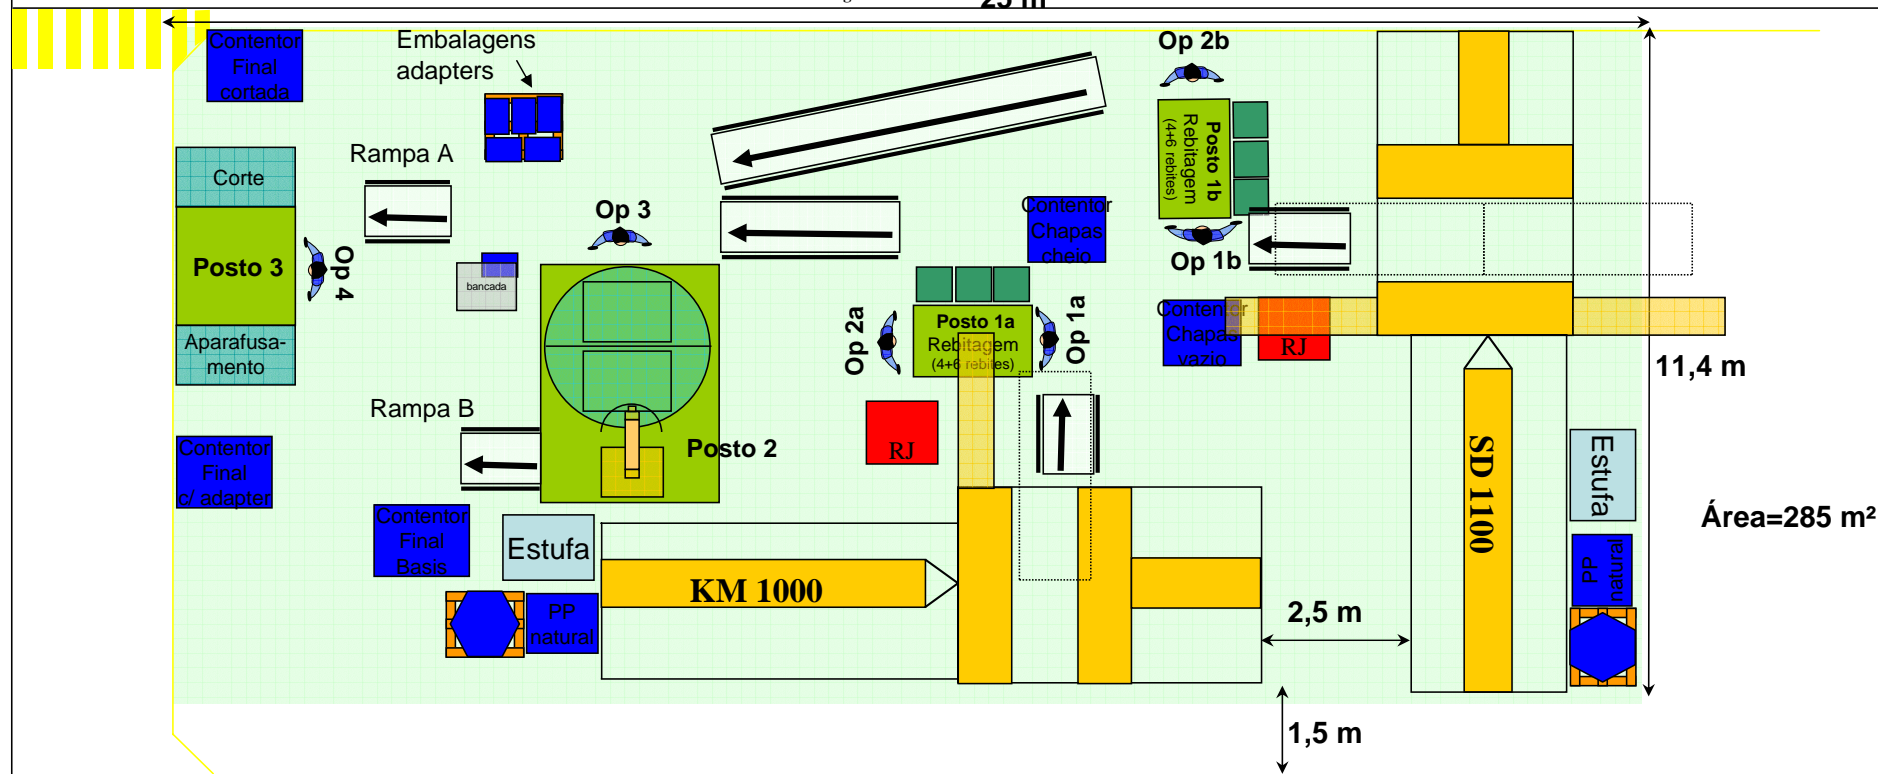 25 m
Contentor
Final
cortada
Embalagens
adapters
Op 2b
Rampa A
Corte
Posto 3
Op 4
Aparafusa-
mento
Op 3
bancada
Contentor
Chapas
cheio
Posto 1b
Rebitagem
(4+6 rebites)
Op 1b
Op 2a
Posto 1a
Rebitagem
(4+6 rebites)
Op 1a
Contentor
Chapas
vazio
RJ
11,4 m
Rampa B
Posto 2
RJ
Contentor
Final
c/ adapter
Contentor
Final
Basis
Estufa
KM 1000
PP
natural
SD 1100
Estufa
PP
natural
Área=285 m²
2,5 m
1,5 m